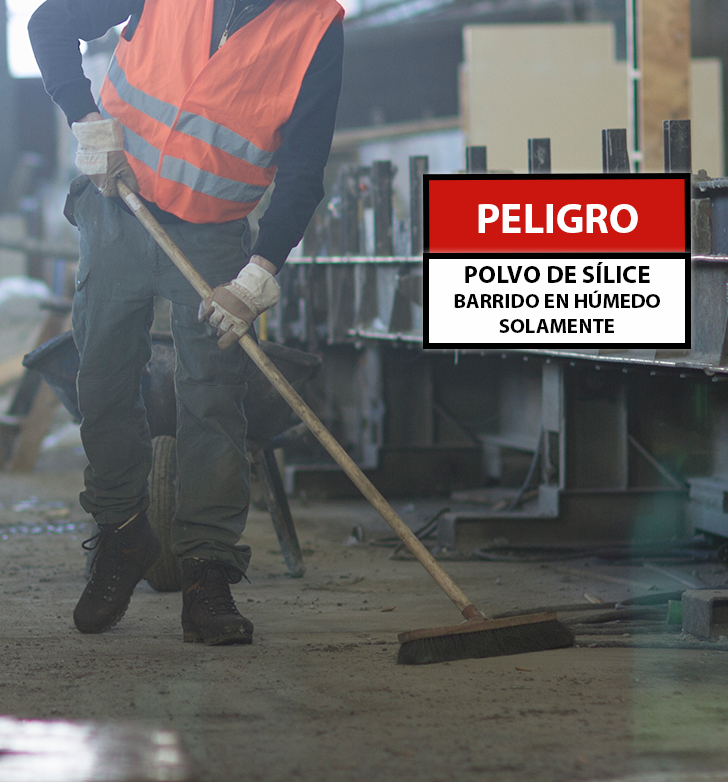 PELIGRO
POLVO DE SÍLICE
BARRIDO EN HÚMEDO
SOLAMENTE